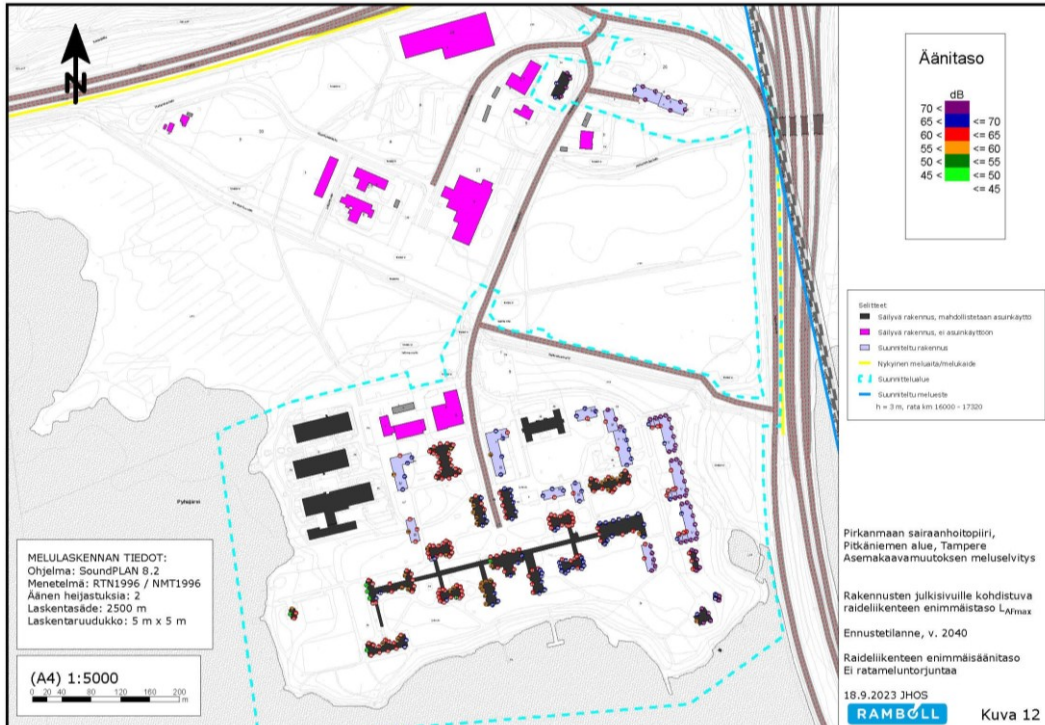 N
Äänitaso
dB
70 <
65 < <= 70
60 < <= 65
55 < <= 60
50 < <= 55
45 < <= 50
<= 45
Selitteet
Säilyvä rakennus, mahdollistetaan asuinkäyttö
Säilyvä rakennus, ei asuinkäyttöön
Suunniteltu rakennus
Nykyinen meluaita/melukaide
Suunnittelualue
Suunniteltu melueste
h = 3 m, rata km 16000 - 17320
Pyhäjärvi
MELULASKENNAN TIEDOT:
Ohjelma: SoundPLAN 8.2
Menetelmä: RTN1996 / NMT1996
Äänen heijastuksia: 2
Laskentasäde: 2500 m
Laskentaruudukko: 5 m x 5 m
(A4) 1:5000
0 20 40 80 120 160 200
m
Pirkanmaan sairaanhoitopiiri,
Pitkäniemen alue, Tampere
Asemakaavamuutoksen meluselvitys
Rakennusten julkisivuille kohdistuva
raideliikenteen enimmäistaso LAFmax
Ennustetilanne, v. 2040
Raideliikenteen enimmäisäänitaso
Ei ratameluntorjuntaa
18.9.2023 JHOS
RAMBOLL
Kuva 12